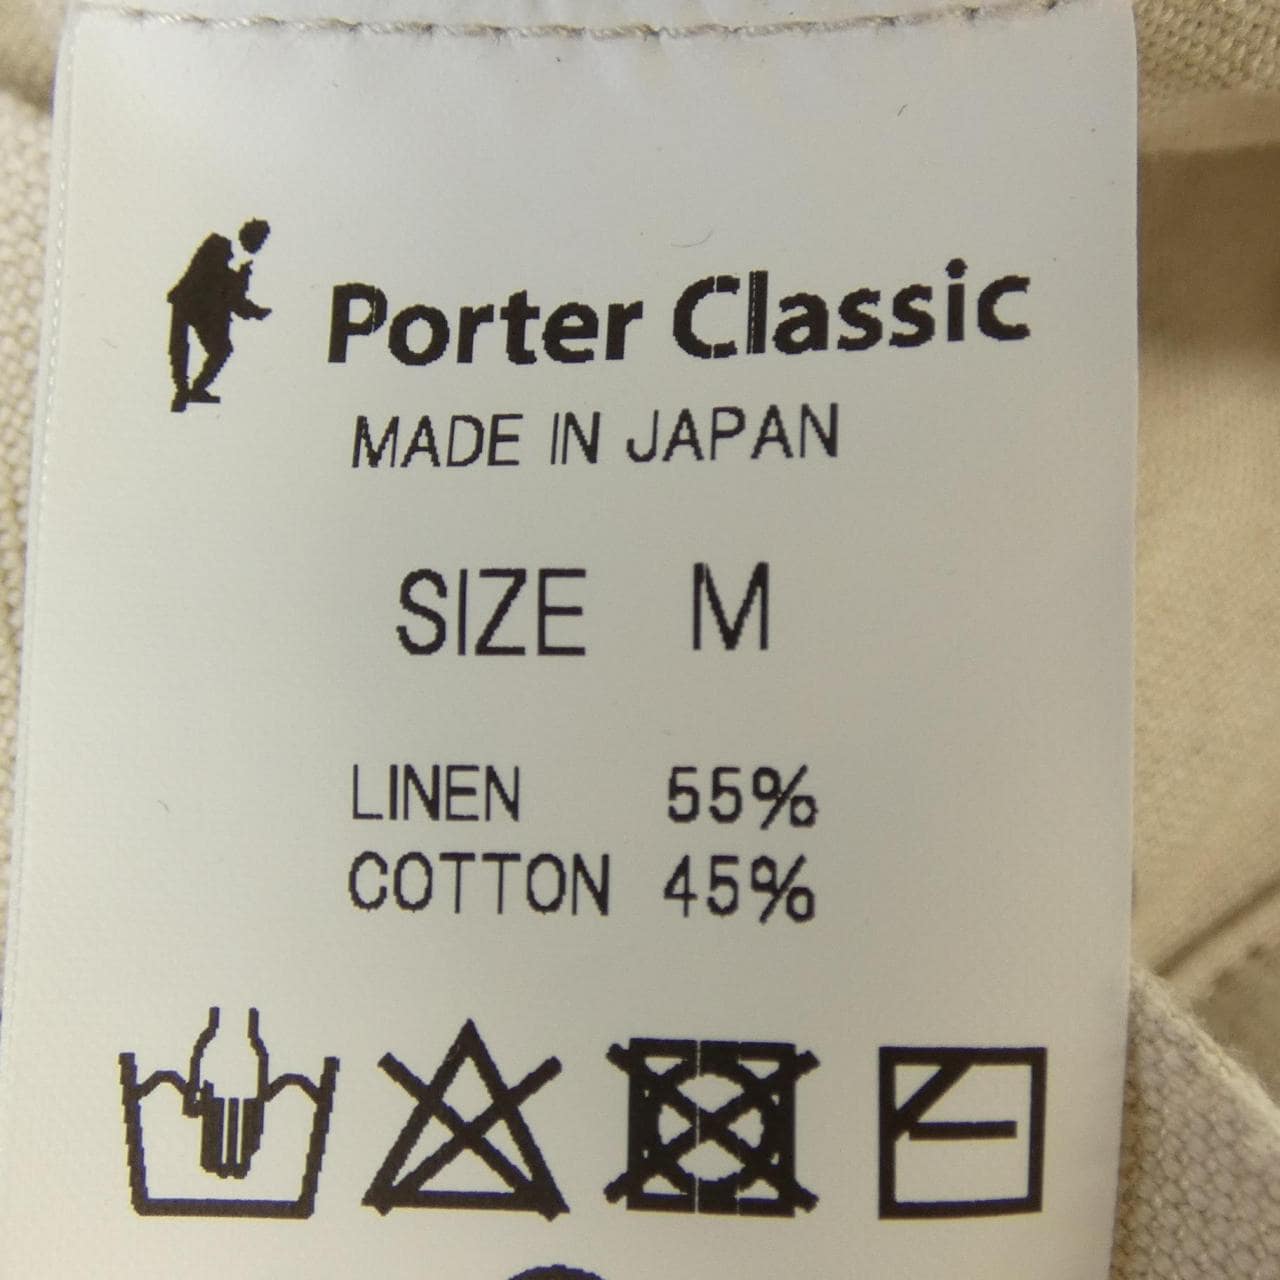 Porter Classic
MADE IN JAPAN
SIZE M
LINEN 55%
COTTON 45%